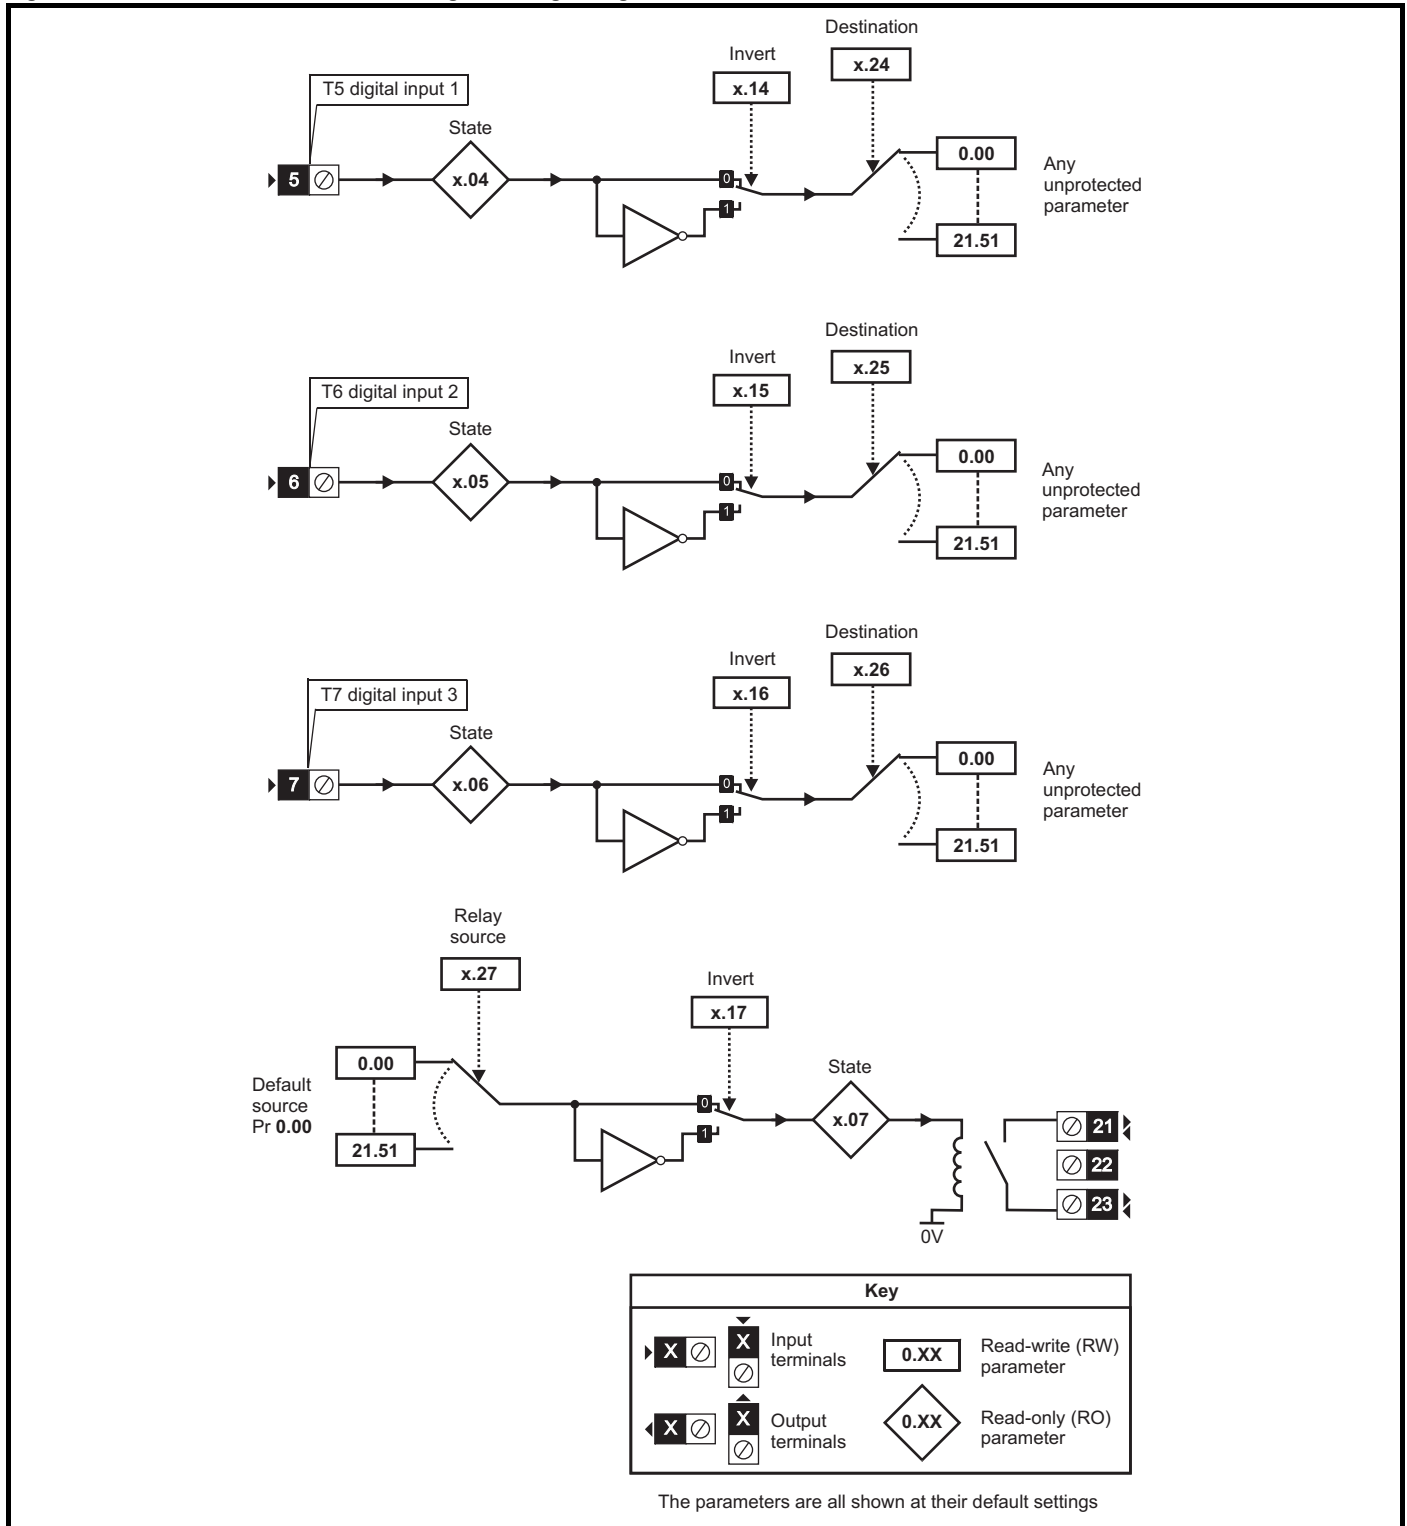 Destination
x.24
Invert
x.14
T5 digital input 1
State
5
x.04
0
1
0.00
21.51
Any
unprotected
parameter
Destination
x.25
Invert
x.15
T6 digital input 2
State
6
x.05
0
1
0.00
21.51
Any
unprotected
parameter
Destination
x.26
Invert
x.16
T7 digital input 3
State
7
x.06
0
1
0.00
21.51
Any
unprotected
parameter
Relay
source
x.27
Invert
x.17
0.00
Default
source
Pr 0.00
21.51
0
1
State
x.07
0V
21
22
23
Key
X
X
Input
terminals
0.XX
Read-write (RW)
parameter
X
X
Output
terminals
0.XX
Read-only (RO)
parameter
The parameters are all shown at their default settings